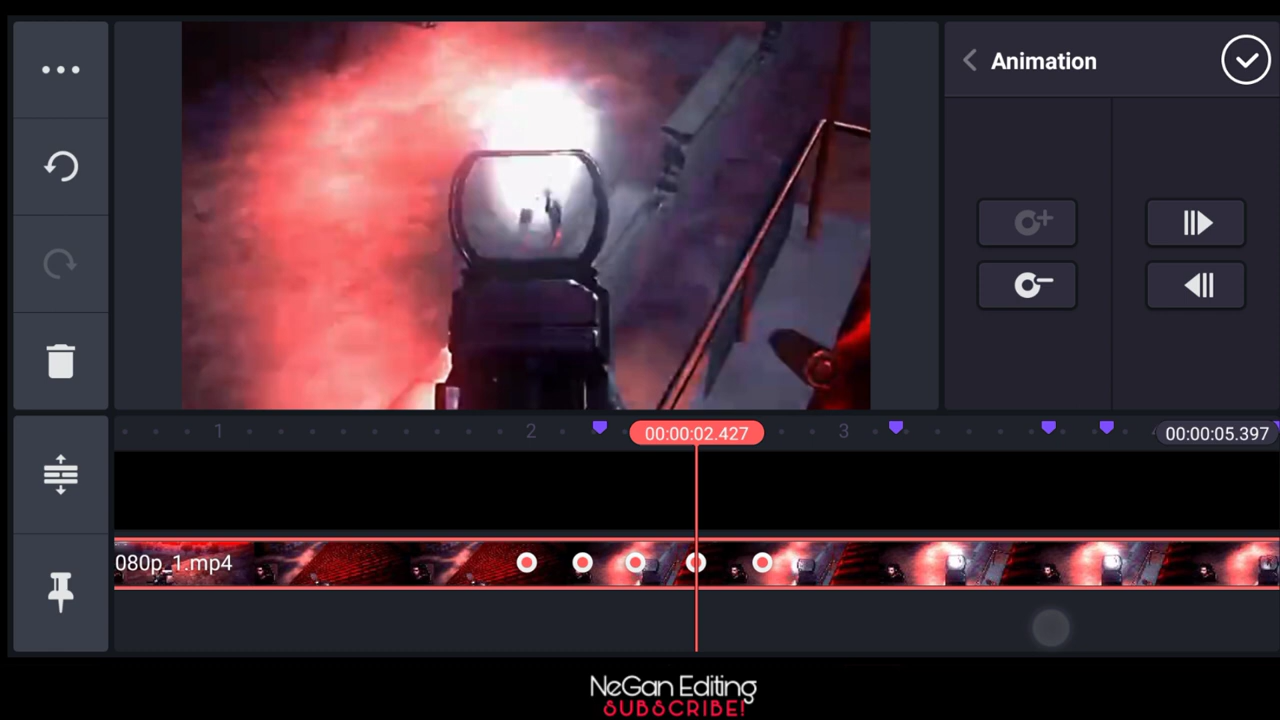 Animation
1
2
00:00:02.427
3
00:00:05.397
080p_1.mp4
NeGan Editing
SUBSCRIBE!